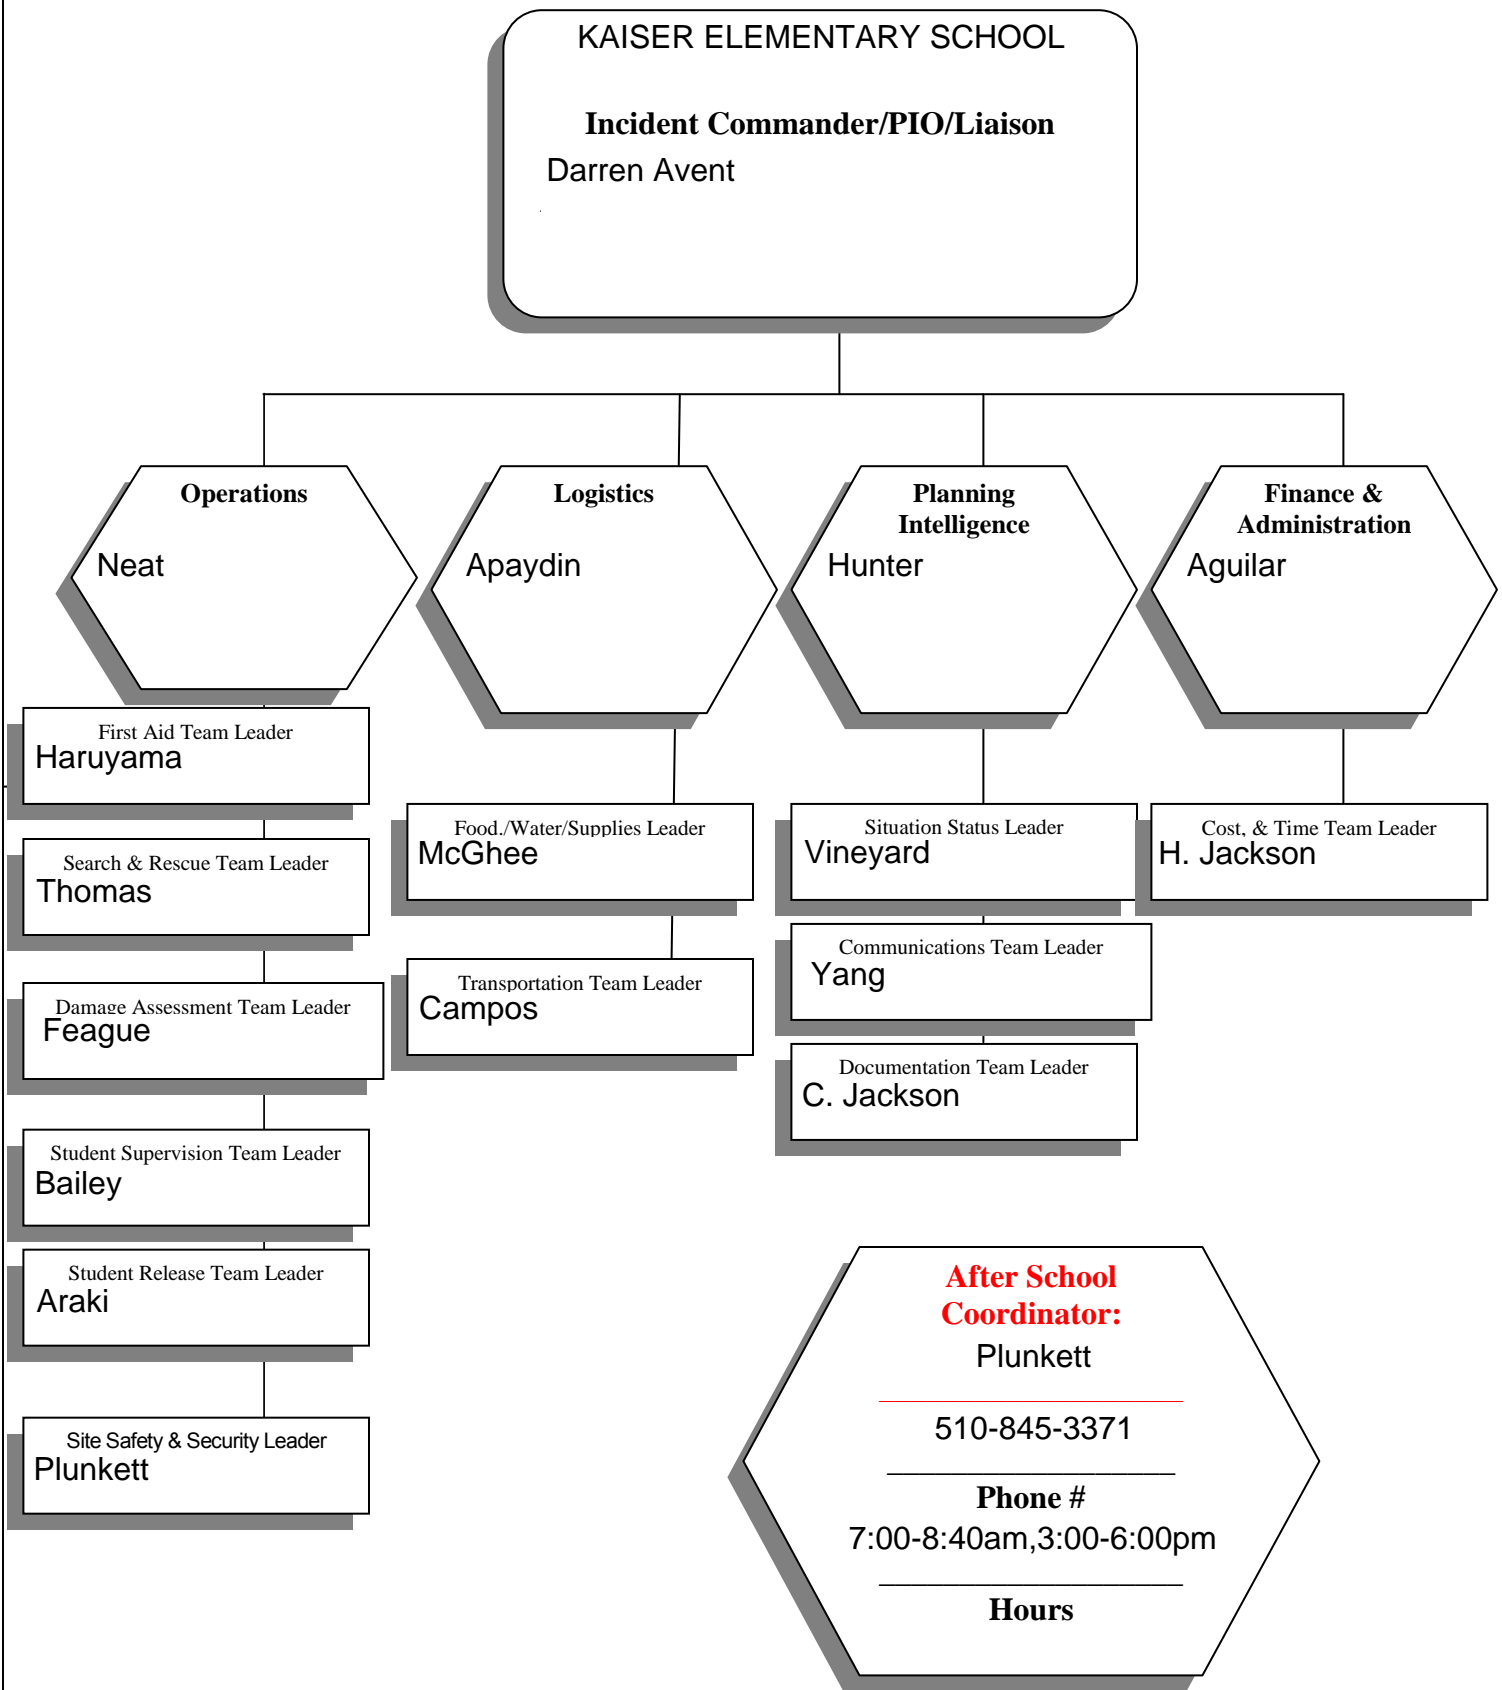 KAISER ELEMENTARY SCHOOL
Incident Commander/PIO/Liaison
Darren Avent
Operations
Neat
Logistics
Apaydin
Planning
Intelligence
Hunter
Finance &
Administration
Aguilar
First Aid Team Leader
Haruyama
Search & Rescue Team Leader
Thomas
Damage Assessment Team Leader
Feague
Student Supervision Team Leader
Bailey
Student Release Team Leader
Araki
Site Safety & Security Leader
Plunkett
Food./Water/Supplies Leader
McGhee
Transportation Team Leader
Campos
Situation Status Leader
Vineyard
Communications Team Leader
Yang
Documentation Team Leader
C. Jackson
Cost, & Time Team Leader
H. Jackson
After School
Coordinator:
Plunkett
510-845-3371
Phone #
7:00-8:40am,3:00-6:00pm
Hours